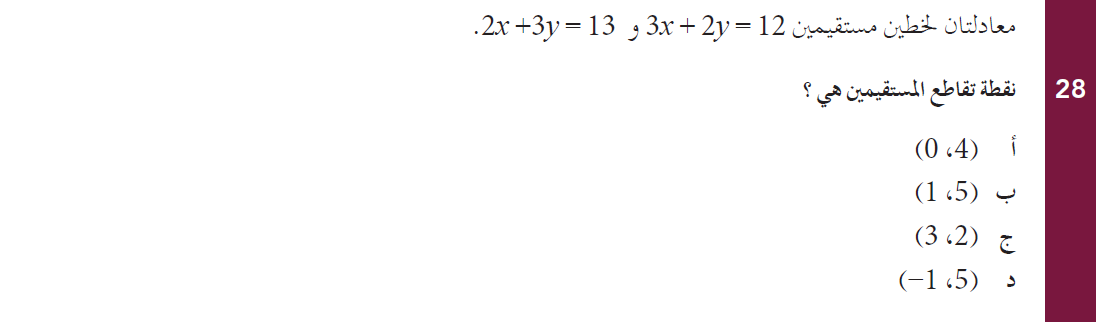 معادلتان لخطين مستقيمين 3x + 2y = 12 و 2x +3y = 13.
28 نقطة تقاطع المستقيمين هي ؟
أ (4، 0)
ب (5، 1)
ج (2، 3)
د (5، −1)